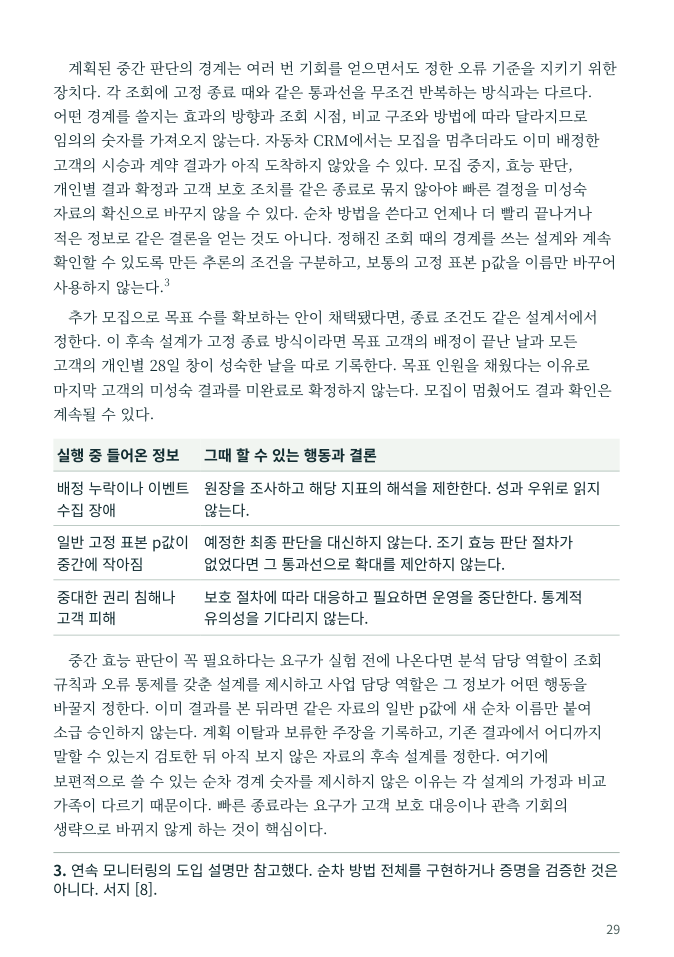 계획된 중간 판단의 경계는 여러 번 기회를 얻으면서도 정한 오류 기준을 지키기 위한
장치다. 각 조회에 고정 종료 때와 같은 통과선을 무조건 반복하는 방식과는 다르다.
어떤 경계를 쓸지는 효과의 방향과 조회 시점, 비교 구조와 방법에 따라 달라지므로
임의의 숫자를 가져오지 않는다. 자동차 CRM에서는 모집을 멈추더라도 이미 배정한
고객의 시승과 계약 결과가 아직 도착하지 않았을 수 있다. 모집 중지, 효능 판단,
개인별 결과 확정과 고객 보호 조치를 같은 종료로 묶지 않아야 빠른 결정을 미성숙
자료의 확신으로 바꾸지 않을 수 있다. 순차 방법을 쓴다고 언제나 더 빨리 끝나거나
적은 정보로 같은 결론을 얻는 것도 아니다. 정해진 조회 때의 경계를 쓰는 설계와 계속
확인할 수 있도록 만든 추론의 조건을 구분하고, 보통의 고정 표본 p값을 이름만 바꾸어
사용하지 않는다.3
추가 모집으로 목표 수를 확보하는 안이 채택됐다면, 종료 조건도 같은 설계서에서
정한다. 이 후속 설계가 고정 종료 방식이라면 목표 고객의 배정이 끝난 날과 모든
고객의 개인별 28일 창이 성숙한 날을 따로 기록한다. 목표 인원을 채웠다는 이유로
마지막 고객의 미성숙 결과를 미완료로 확정하지 않는다. 모집이 멈췄어도 결과 확인은
계속될 수 있다.
실행 중 들어온 정보 그때 할 수 있는 행동과 결론
배정 누락이나 이벤트 원장을 조사하고 해당 지표의 해석을 제한한다. 성과 우위로 읽지
수집 장애 않는다.
일반 고정 표본 p값이 예정한 최종 판단을 대신하지 않는다. 조기 효능 판단 절차가
중간에 작아짐 없었다면 그 통과선으로 확대를 제안하지 않는다.
중대한 권리 침해나 보호 절차에 따라 대응하고 필요하면 운영을 중단한다. 통계적
고객 피해 유의성을 기다리지 않는다.
중간 효능 판단이 꼭 필요하다는 요구가 실험 전에 나온다면 분석 담당 역할이 조회
규칙과 오류 통제를 갖춘 설계를 제시하고 사업 담당 역할은 그 정보가 어떤 행동을
바꿀지 정한다. 이미 결과를 본 뒤라면 같은 자료의 일반 p값에 새 순차 이름만 붙여
소급 승인하지 않는다. 계획 이탈과 보류한 주장을 기록하고, 기존 결과에서 어디까지
말할 수 있는지 검토한 뒤 아직 보지 않은 자료의 후속 설계를 정한다. 여기에
보편적으로 쓸 수 있는 순차 경계 숫자를 제시하지 않은 이유는 각 설계의 가정과 비교
가족이 다르기 때문이다. 빠른 종료라는 요구가 고객 보호 대응이나 관측 기회의
생략으로 바뀌지 않게 하는 것이 핵심이다.
3. 연속 모니터링의 도입 설명만 참고했다. 순차 방법 전체를 구현하거나 증명을 검증한 것은
아니다. 서지 [8].
29